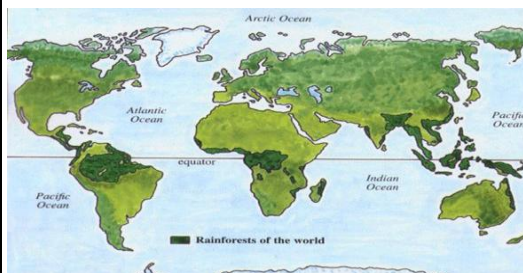 Arctic Ocean
Atlantic
Ocean
Pacific
Ocean
equator
Indian
Ocean
Pacific
Ocean
Rainforests of the world